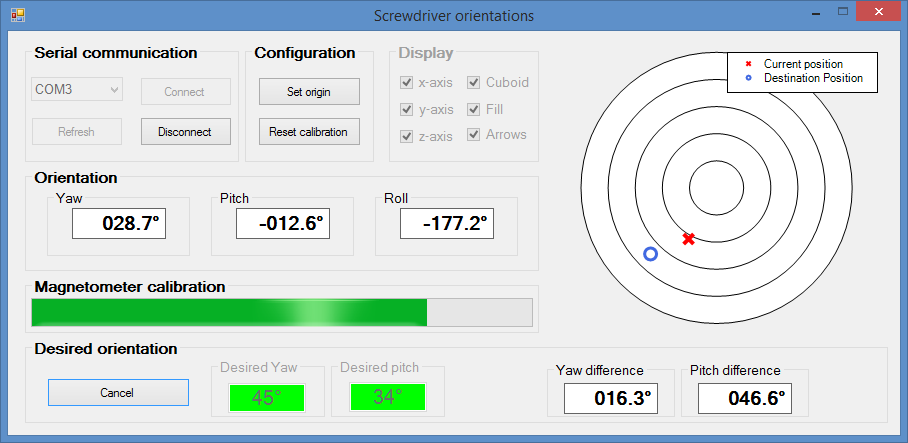 Screwdriver orientations
Serial communication
COM3
Connect
Refresh
Disconnect
Configuration
Set origin
Reset calibration
Display
x-axis
Cuboid
y-axis
Fill
z-axis
Arrows
Current position
Destination Position
Orientation
Yaw
028.7°
Pitch
-012.6°
Roll
-177.2°
Magnetometer calibration
Desired orientation
Cancel
Desired Yaw
45°
Desired pitch
34°
Yaw difference
016.3°
Pitch difference
046.6°